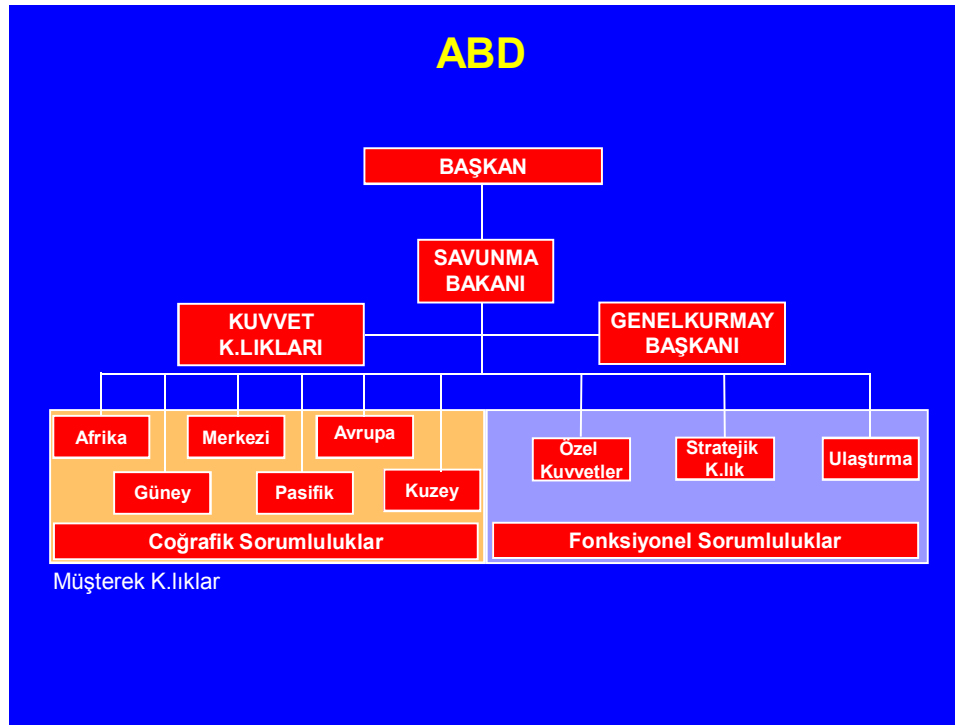 ABD
BAŞKAN
SAVUNMA
BAKANI
KUVVET
K.LIKLARI
GENELKURMAY
BAŞKANI
Afrika
Merkezi
Avrupa
Güney
Pasifik
Kuzey
Özel
Kuvvetler
Stratejik
K.lık
Ulaştırma
Coğrafik Sorumluluklar
Fonksiyonel Sorumluluklar
Müşterek K.lıklar